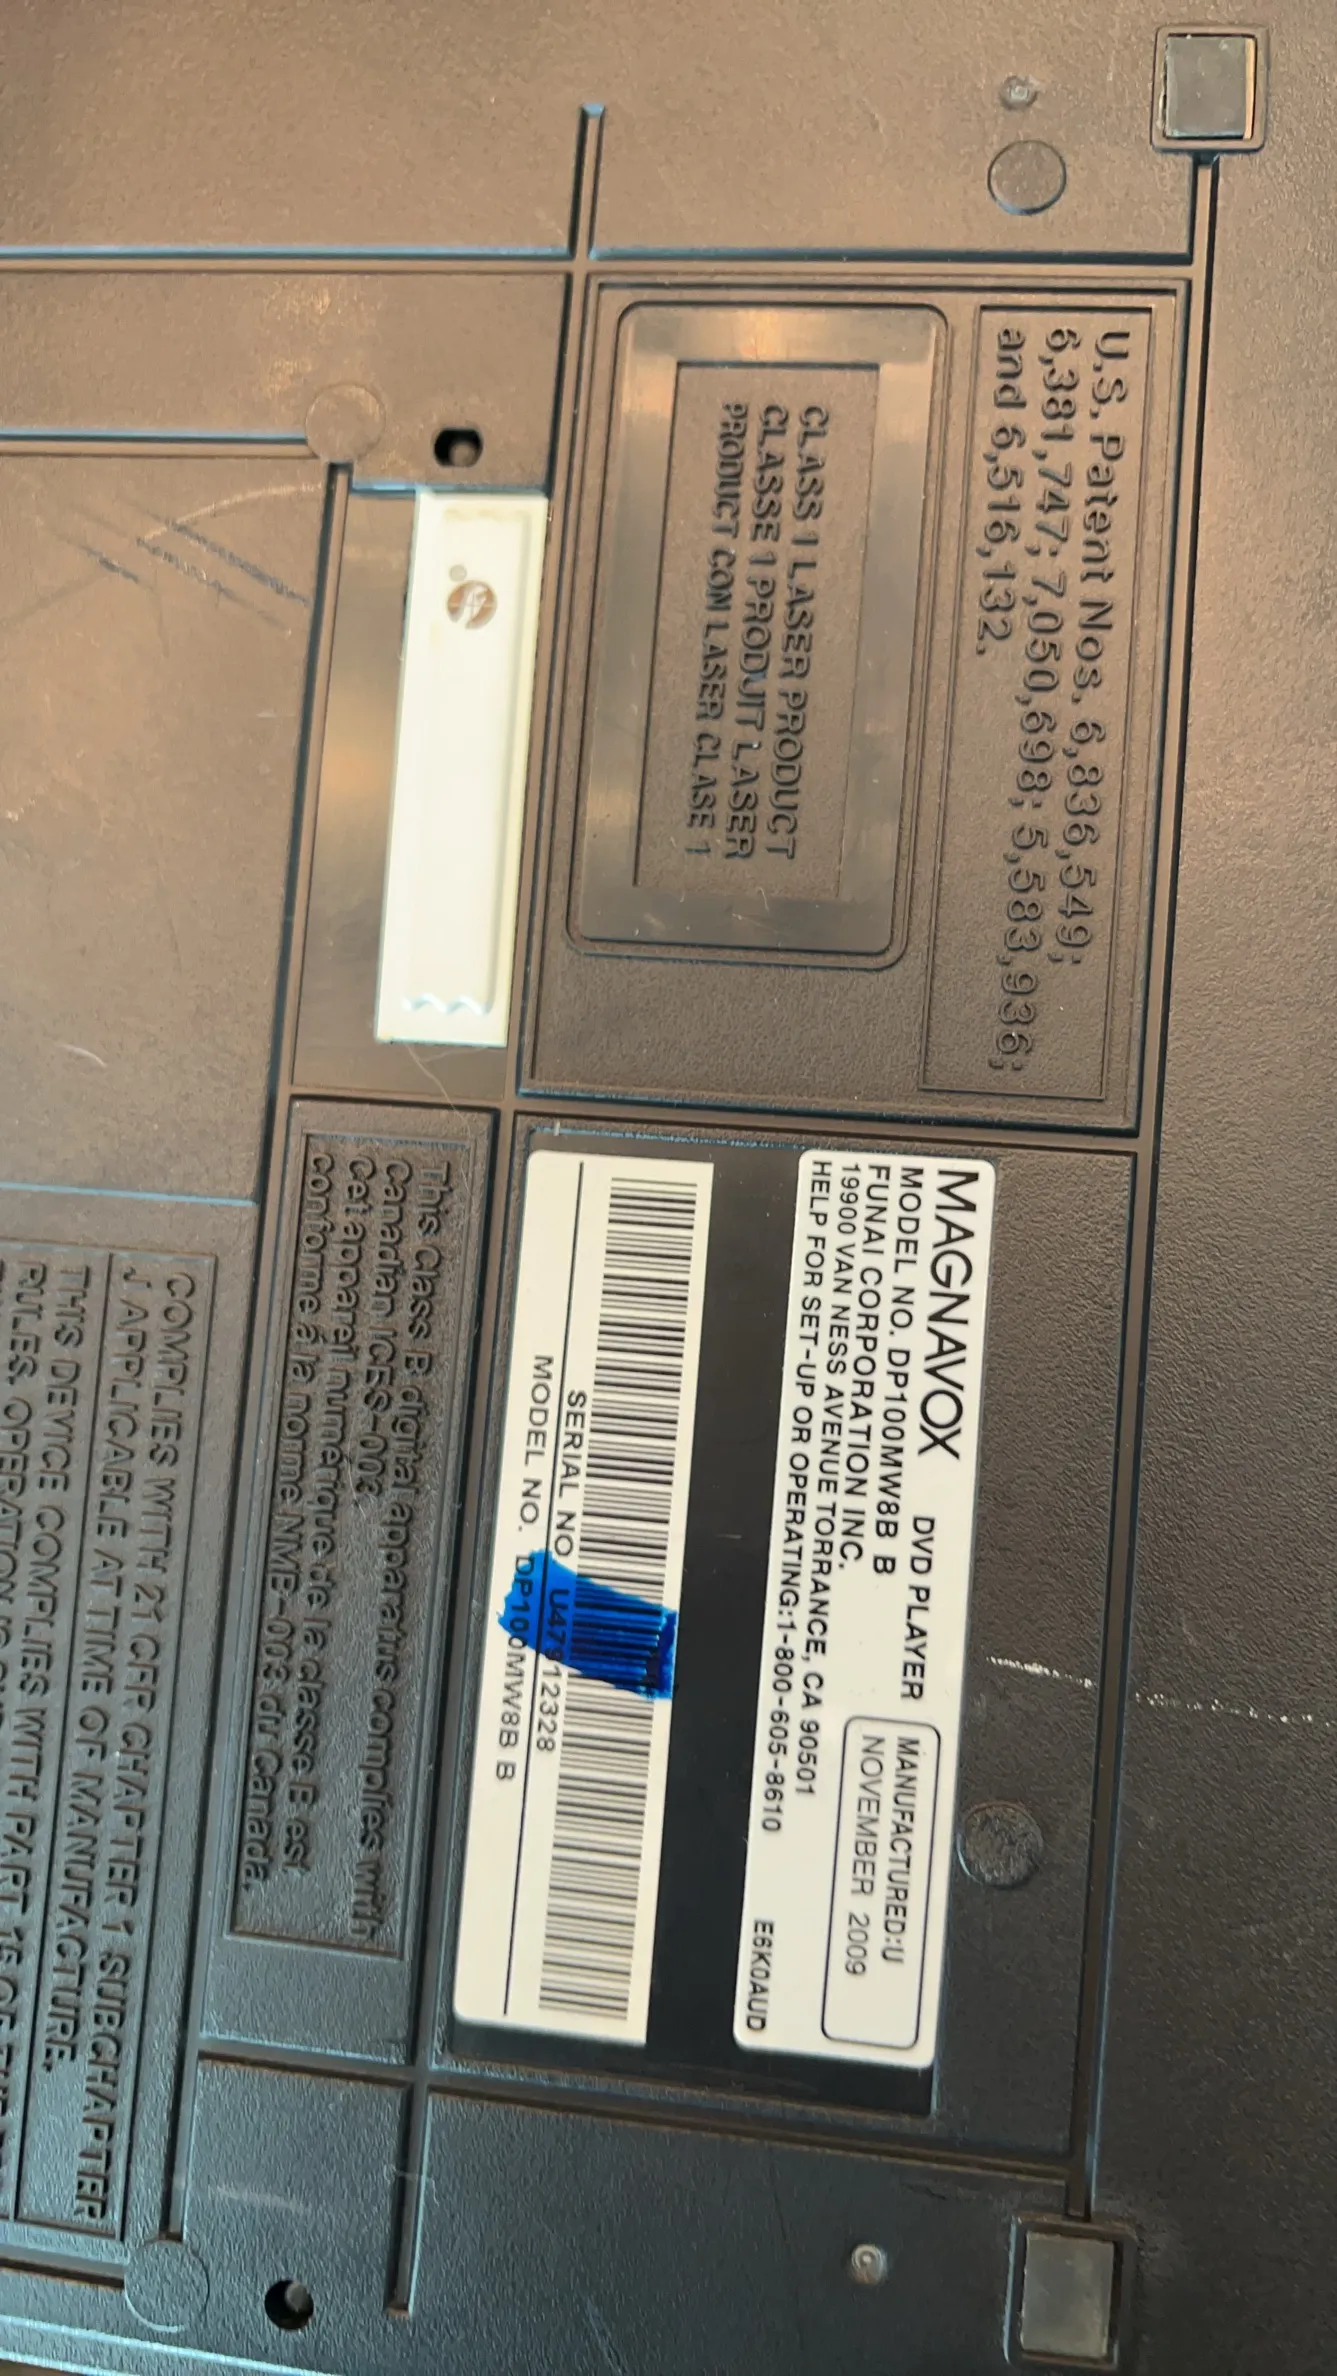 U.S. Patent Nos. 6,836,549;
6,381,747; 7,050,698; 5,583,936;
and 6,516,132.
CLASS 1 LASER PRODUCT
CLASSE 1 PRODUIT LASER
PRODUCT CON LASER CLASE 1
MAGNAVOX DVD PLAYER
MODEL NO. DP100MW8B B
FUNAI CORPORATION INC.
19900 VAN NESS AVENUE TORRANCE, CA 90501
HELP FOR SET-UP OR OPERATING:1-800-605-8610
MANUFACTURED:U
NOVEMBER 2009
E6K0AUD
SERIAL NO. U47912328
MODEL NO. DP100MW8B B
This Class B digital apparatus complies with
Canadian ICES-003.
Cet appareil numérique de la classe B est
conforme à la norme NMB-003 du Canada.
COMPLIES WITH 21 CFR CHAPTER 1 SUBCHAPTER
J APPLICABLE AT TIME OF MANUFACTURE.
THIS DEVICE COMPLIES WITH PART 15 OF THE
RULES. OPERATION IS